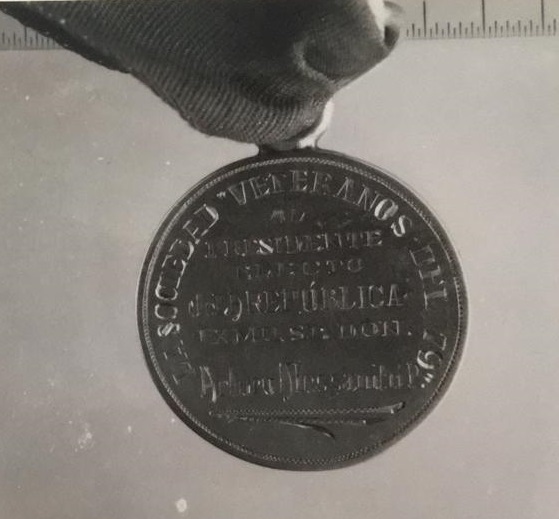 LA SOCIEDAD "VETERANOS DEL 79"
AL
PRESIDENTE
ELECTO
de la REPÚBLICA
EXMO. SR. DON.
Arturo Alessandri P.